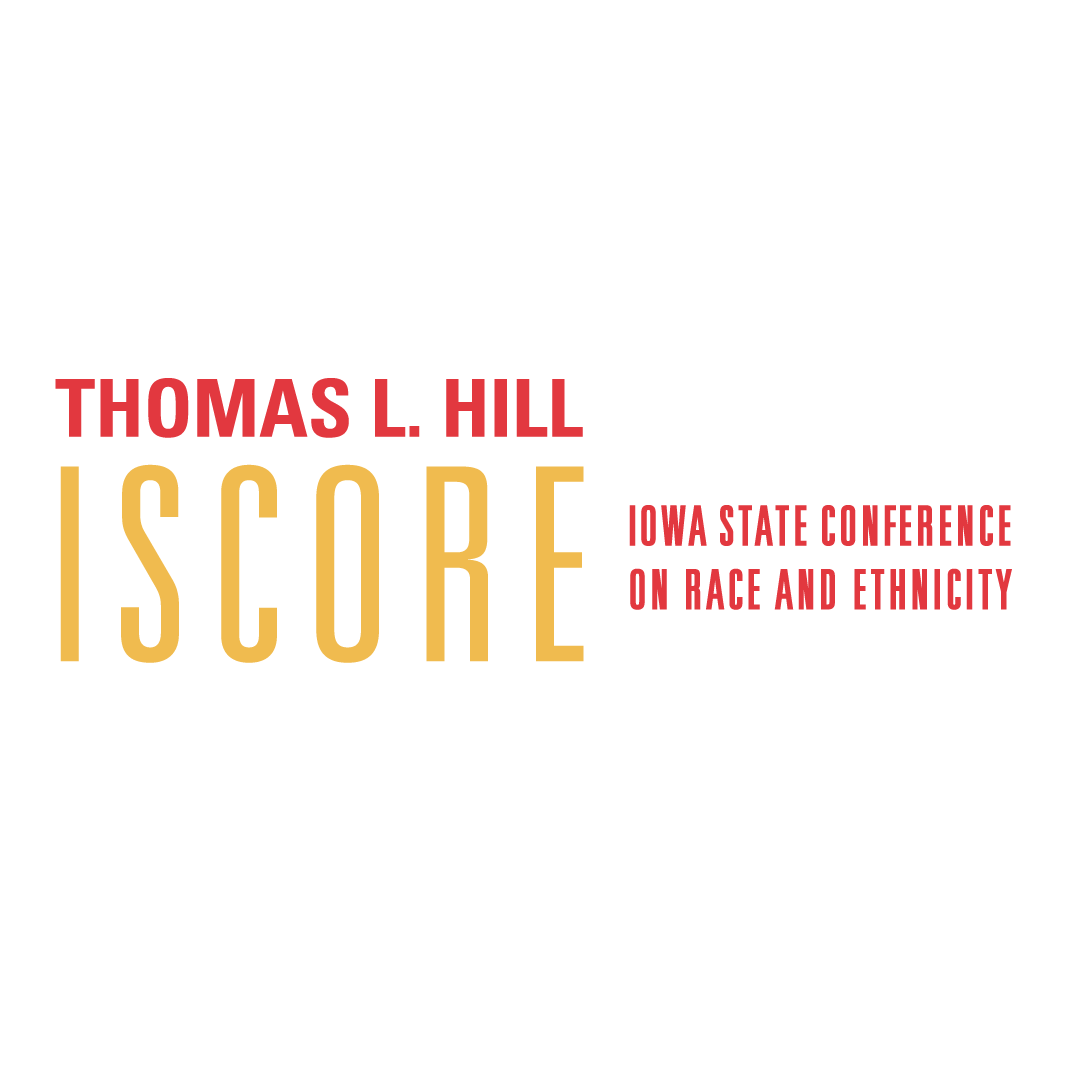 THOMAS L. HILL
ISCORE
IOWA STATE CONFERENCE
ON RACE AND ETHNICITY